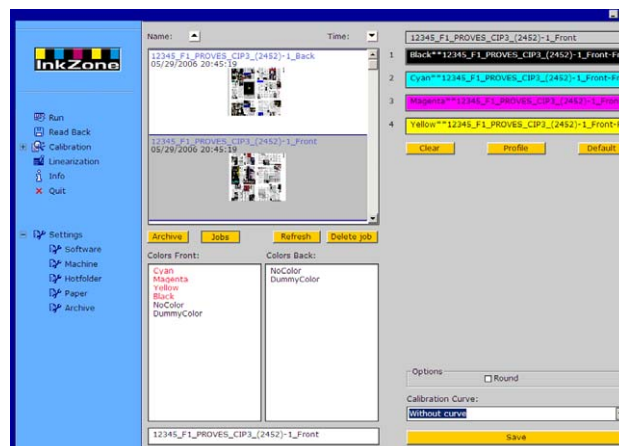 InkZone
Run
Read Back
Calibration
Linearization
Info
Quit
Settings
Software
Machine
Hotfolder
Paper
Archive
Name:
Time:
12345_F1_PROVES_CIP3_(2452)-1_Back
05/29/2006 20:45:19
12345_F1_PROVES_CIP3_(2452)-1_Front
05/29/2006 20:45:19
Archive
Jobs
Refresh
Delete job
Colors Front:
Colors Back:
Cyan
Magenta
Yellow
Black
NoColor
DummyColor
NoColor
DummyColor
12345_F1_PROVES_CIP3_(2452)-1_Front
12345_F1_PROVES_CIP3_(2452)-1_Front
1 Black**12345_F1_PROVES_CIP3_(2452)-1_Front-Fr
2 Cyan**12345_F1_PROVES_CIP3_(2452)-1_Front-F
3 Magenta**12345_F1_PROVES_CIP3_(2452)-1_Fron
4 Yellow**12345_F1_PROVES_CIP3_(2452)-1_Front-F
Clear
Profile
Default
Options
Round
Calibration Curve:
Without curve
Save